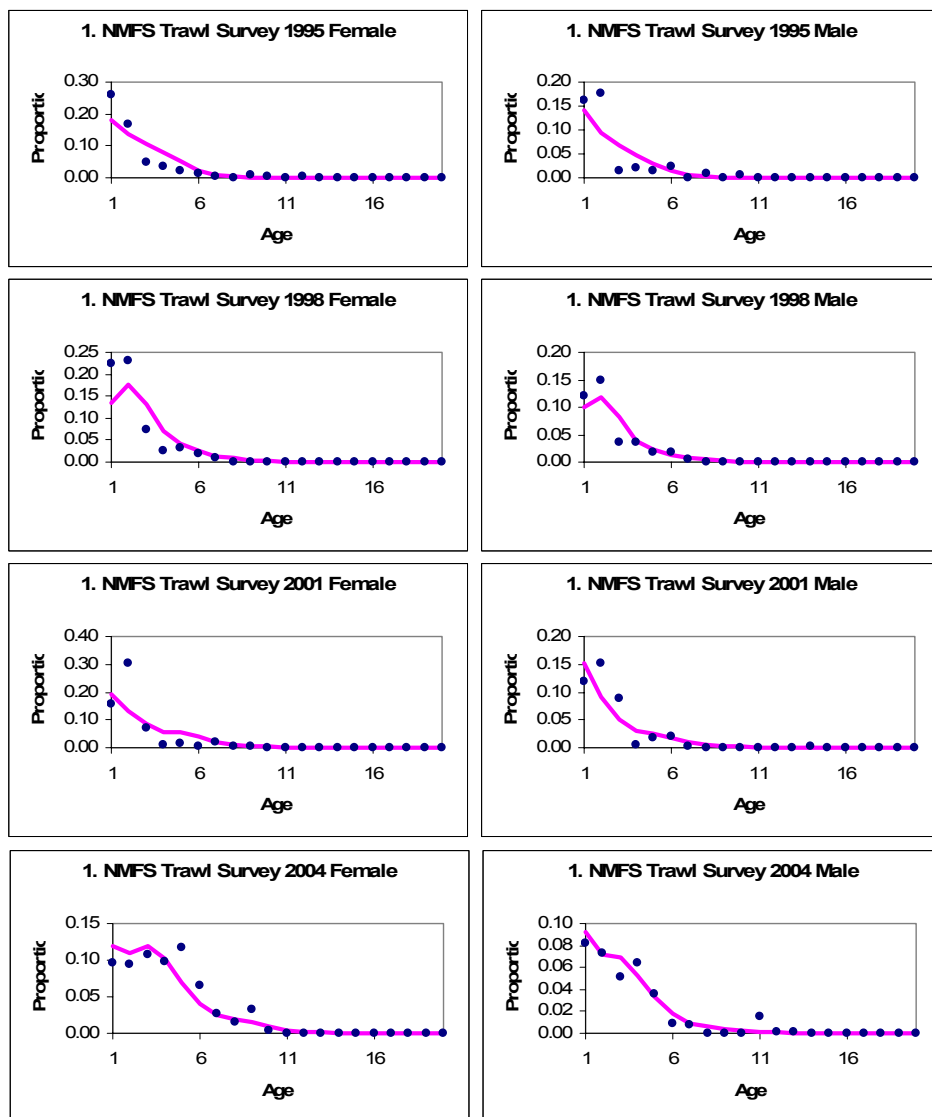 1. NMFS Trawl Survey 1995 Female
0.30
0.20
0.10
0.00
Proportic
1 6 11 16
Age
1. NMFS Trawl Survey 1995 Male
0.20
0.15
0.10
0.05
0.00
Proportic
1 6 11 16
Age
1. NMFS Trawl Survey 1998 Female
0.25
0.20
0.15
0.10
0.05
0.00
Proportic
1 6 11 16
Age
1. NMFS Trawl Survey 1998 Male
0.20
0.15
0.10
0.05
0.00
Proportic
1 6 11 16
Age
1. NMFS Trawl Survey 2001 Female
0.40
0.30
0.20
0.10
0.00
Proportic
1 6 11 16
Age
1. NMFS Trawl Survey 2001 Male
0.20
0.15
0.10
0.05
0.00
Proportic
1 6 11 16
Age
1. NMFS Trawl Survey 2004 Female
0.15
0.10
0.05
0.00
Proportic
1 6 11 16
Age
1. NMFS Trawl Survey 2004 Male
0.10
0.08
0.06
0.04
0.02
0.00
Proportic
1 6 11 16
Age